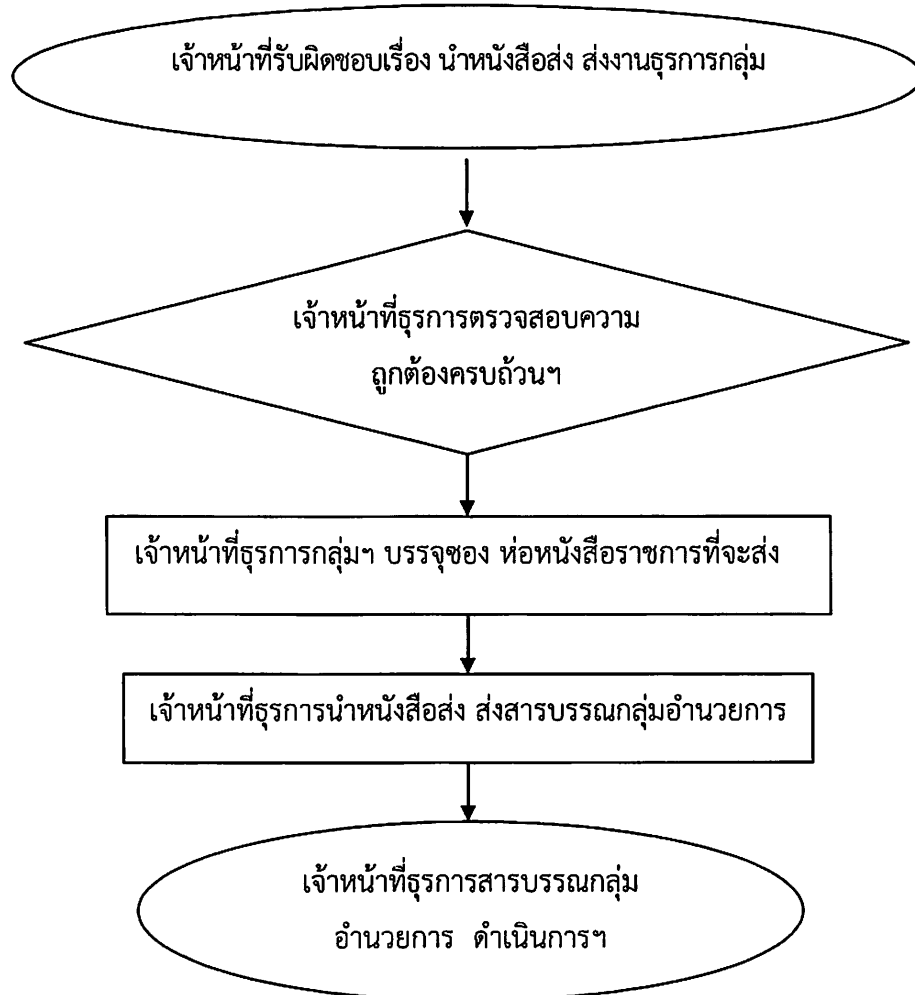 เจ้าหน้าที่รับผิดชอบเรื่อง นำหนังสือส่ง ส่งงานธุรการกลุ่ม
เจ้าหน้าที่ธุรการตรวจสอบความ
ถูกต้องครบถ้วนฯ
เจ้าหน้าที่ธุรการกลุ่มฯ บรรจุซอง ห่อหนังสือราชการที่จะส่ง
เจ้าหน้าที่ธุรการนำหนังสือส่ง ส่งสารบรรณกลุ่มอำนวยการ
เจ้าหน้าที่ธุรการสารบรรณกลุ่ม
อำนวยการ ดำเนินการฯ